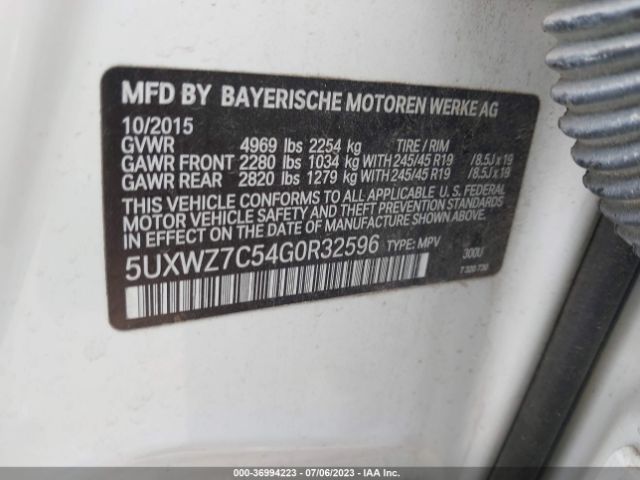 MFD BY BAYERISCHE MOTOREN WERKE AG
10/2015
GVWR 4969 lbs 2254 kg TIRE / RIM
GAWR FRONT 2280 lbs 1034 kg WITH 245/45 R19 / 8.5J x 19
GAWR REAR 2820 lbs 1279 kg WITH 245/45 R19 / 8.5J x 19
THIS VEHICLE CONFORMS TO ALL APPLICABLE U. S. FEDERAL
MOTOR VEHICLE SAFETY AND THEFT PREVENTION STANDARDS
IN EFFECT ON THE DATE OF MANUFACTURE SHOWN ABOVE.
5UXWZ7C54G0R32596 TYPE: MPV 300U
T 320 730
000-36994223 - 07/06/2023 - IAA Inc.